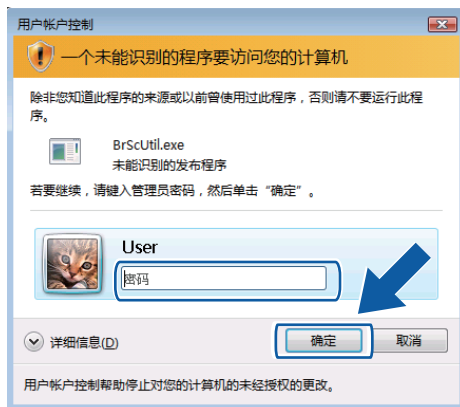 用户帐户控制
一个未能识别的程序要访问您的计算机
除非您知道此程序的来源或以前曾使用过此程序，否则请不要运行此程
序。
BrScUtil.exe
未能识别的发布程序
若要继续，请键入管理员密码，然后单击“确定”。
User
密码
详细信息(D)
确定
取消
用户帐户控制帮助停止对您的计算机的未经授权的更改。